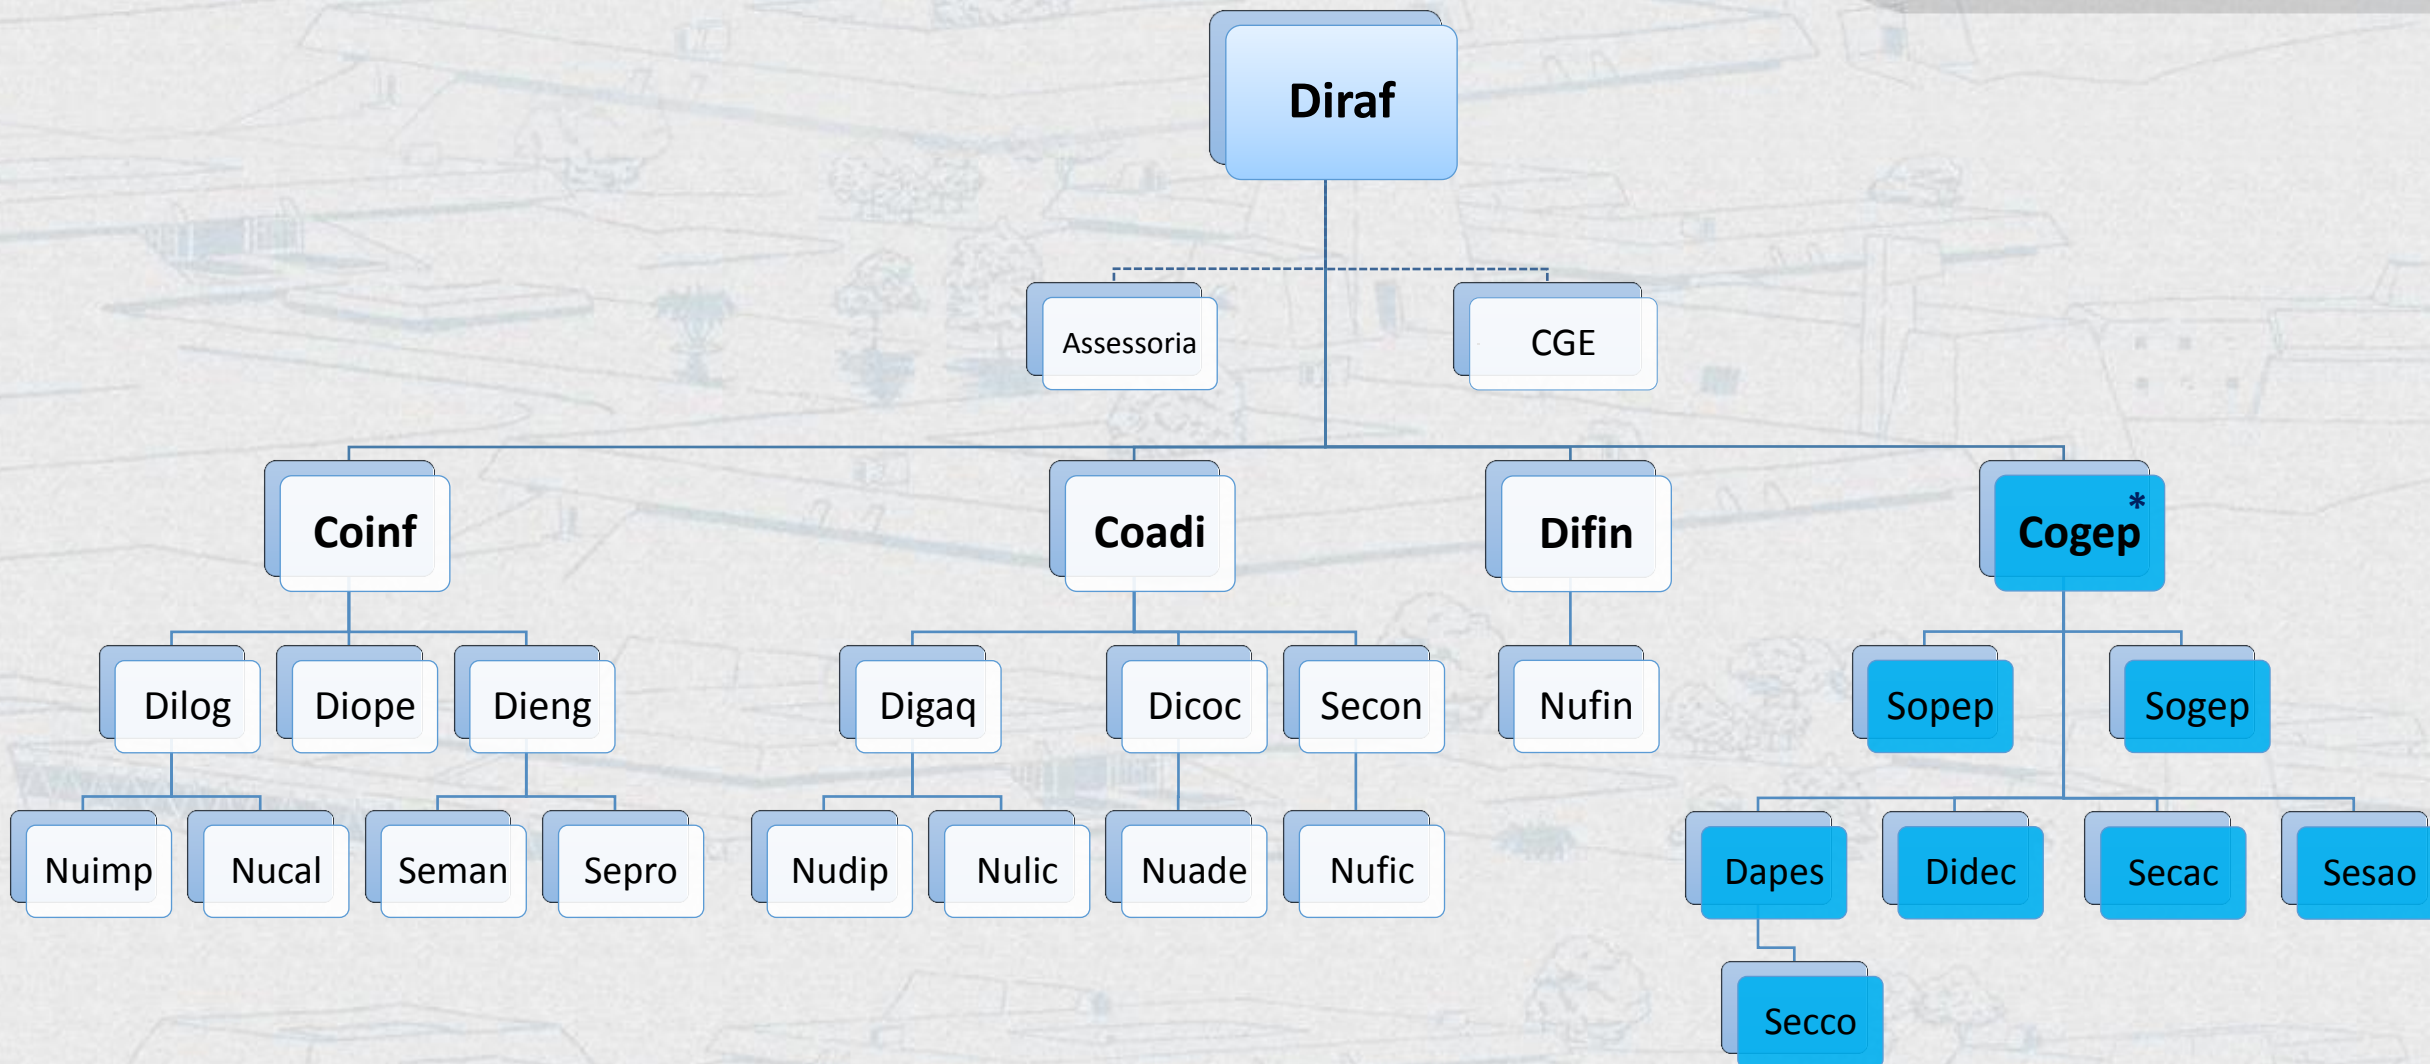 Diraf
Assessoria
CGE
Coinf
Coadi
Difin
Cogep*
Dilog
Diope
Dieng
Digaq
Dicoc
Secon
Nufin
Sopep
Sogep
Nuimp
Nucal
Seman
Sepro
Nudip
Nulic
Nuade
Nufic
Dapes
Didec
Secac
Sesao
Secco